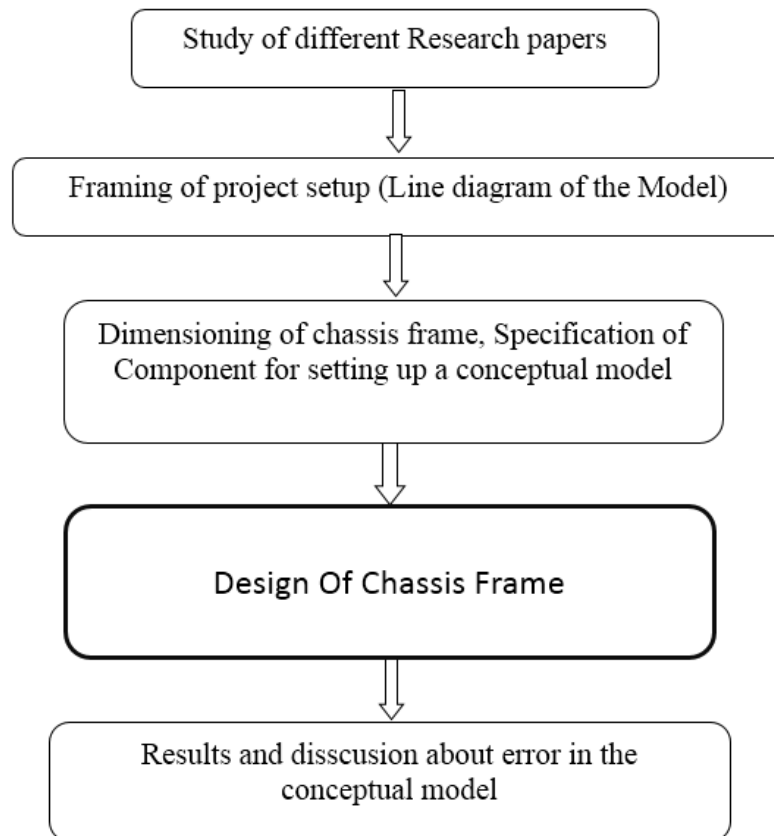 Study of different Research papers
Framing of project setup (Line diagram of the Model)
Dimensioning of chassis frame, Specification of
Component for setting up a conceptual model
Design Of Chassis Frame
Results and disscusion about error in the
conceptual model